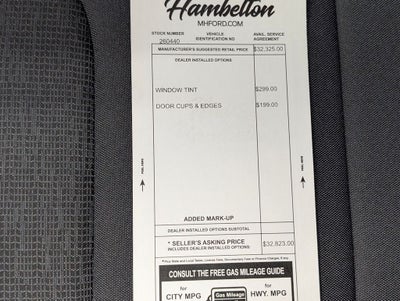 Hambelton
MHFORD.COM
STOCK NUMBER VEHICLE IDENTIFICATION NO AVAIL. SERVICE AGREEMENT
260440
MANUFACTURER'S SUGGESTED RETAIL PRICE $32,325.00
DEALER INSTALLED OPTIONS
WINDOW TINT $299.00
DOOR CUPS & EDGES $199.00
ADDED MARK-UP
DEALER INSTALLED OPTIONS SUBTOTAL
* SELLER'S ASKING PRICE $32,823.00
INCLUDES DEALER INSTALLED OPTIONS
CONSULT THE FREE GAS MILEAGE GUIDE
for Gas Mileage for
CITY MPG HWY. MPG